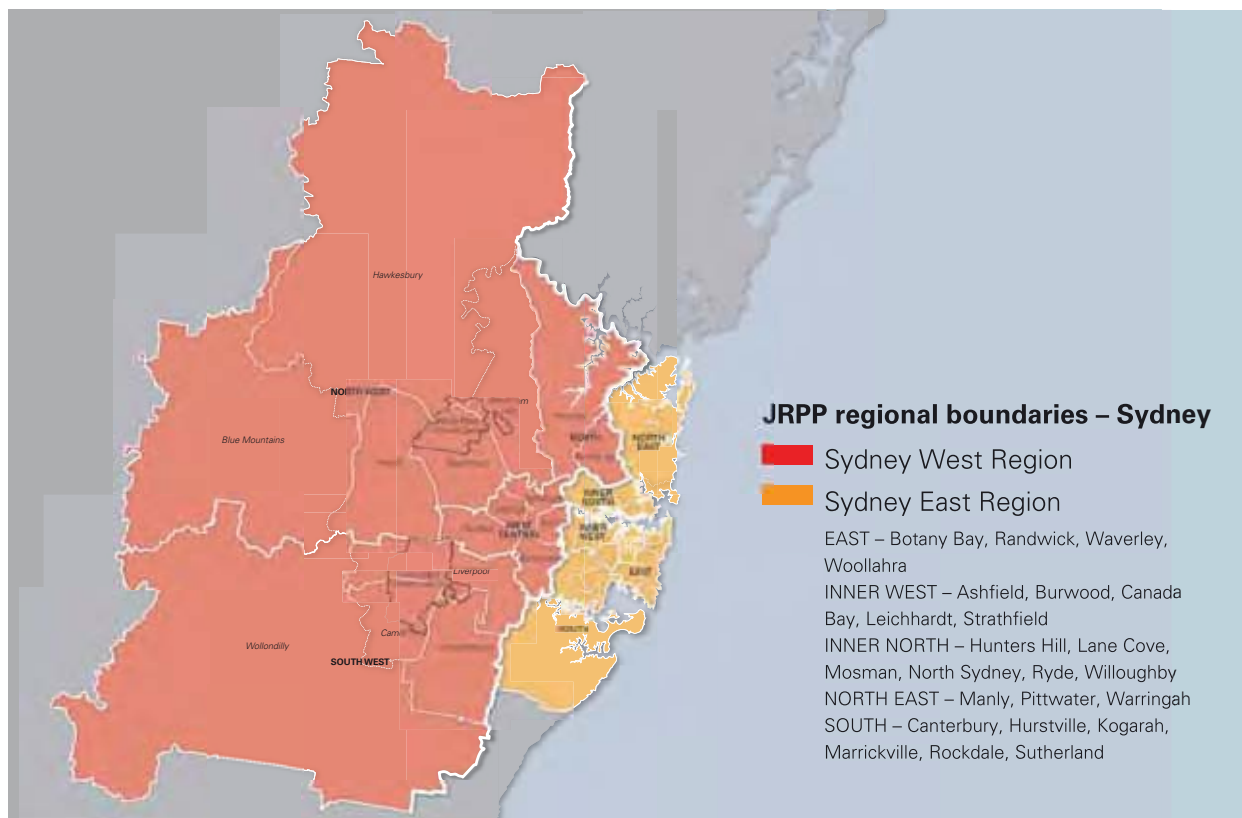 Hawkesbury
NORTH WEST
Blue Mountains
NORTH
NORTH
EAST
INNER
NORTH
INNER
WEST
WEST
CENTRAL
Liverpool
EAST
SOUTH
Wollondilly
SOUTH WEST
JRPP regional boundaries – Sydney
Sydney West Region
Sydney East Region
EAST – Botany Bay, Randwick, Waverley,
Woollahra
INNER WEST – Ashfield, Burwood, Canada
Bay, Leichhardt, Strathfield
INNER NORTH – Hunters Hill, Lane Cove,
Mosman, North Sydney, Ryde, Willoughby
NORTH EAST – Manly, Pittwater, Warringah
SOUTH – Canterbury, Hurstville, Kogarah,
Marrickville, Rockdale, Sutherland